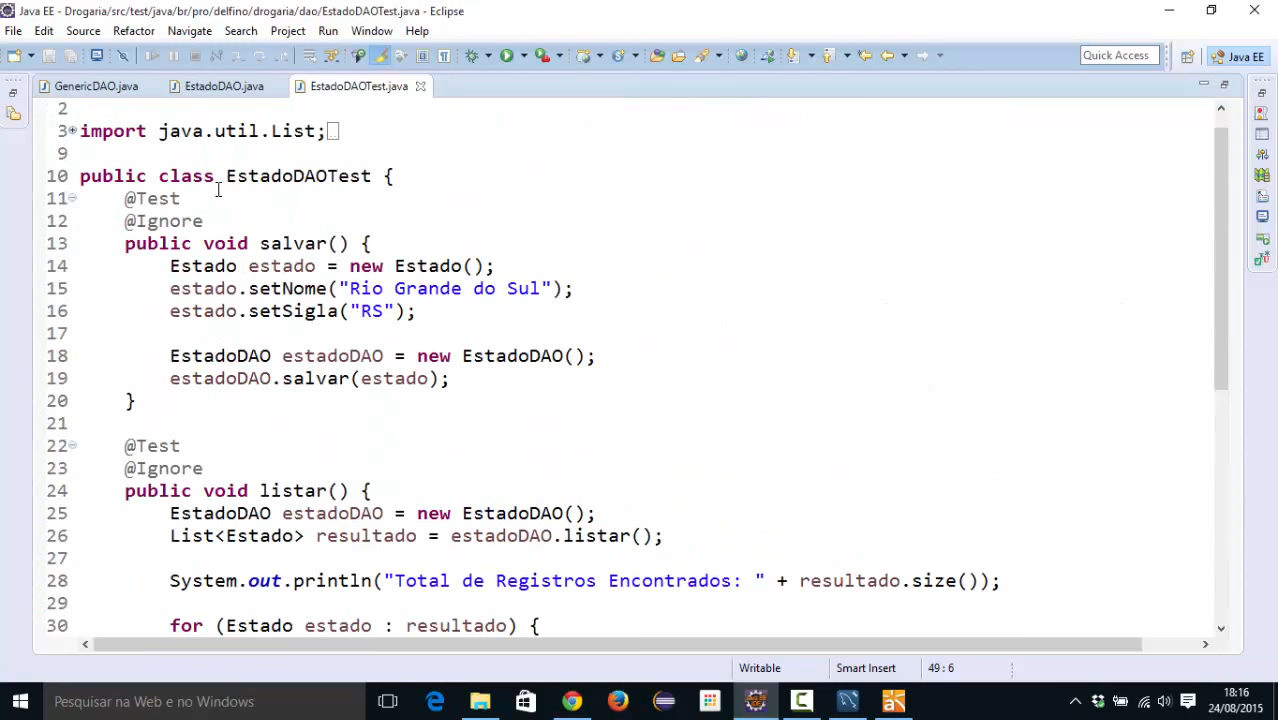 Java EE - Drogaria/src/test/java/br/pro/delfino/drogaria/dao/EstadoDAOTest.java - Eclipse
File Edit Source Refactor Navigate Search Project Run Window Help
Quick Access Java EE
GenericDAO.java EstadoDAO.java EstadoDAOTest.java
2
3 import java.util.List;
9
10 public class EstadoDAOTest {
11 @Test
12 @Ignore
13 public void salvar() {
14 Estado estado = new Estado();
15 estado.setNome("Rio Grande do Sul");
16 estado.setSigla("RS");
17
18 EstadoDAO estadoDAO = new EstadoDAO();
19 estadoDAO.salvar(estado);
20 }
21
22 @Test
23 @Ignore
24 public void listar() {
25 EstadoDAO estadoDAO = new EstadoDAO();
26 List<Estado> resultado = estadoDAO.listar();
27
28 System.out.println("Total de Registros Encontrados: " + resultado.size());
29
30 for (Estado estado : resultado) {
Writable Smart Insert 49 : 6
Pesquisar na Web e no Windows
18:16
24/08/2015